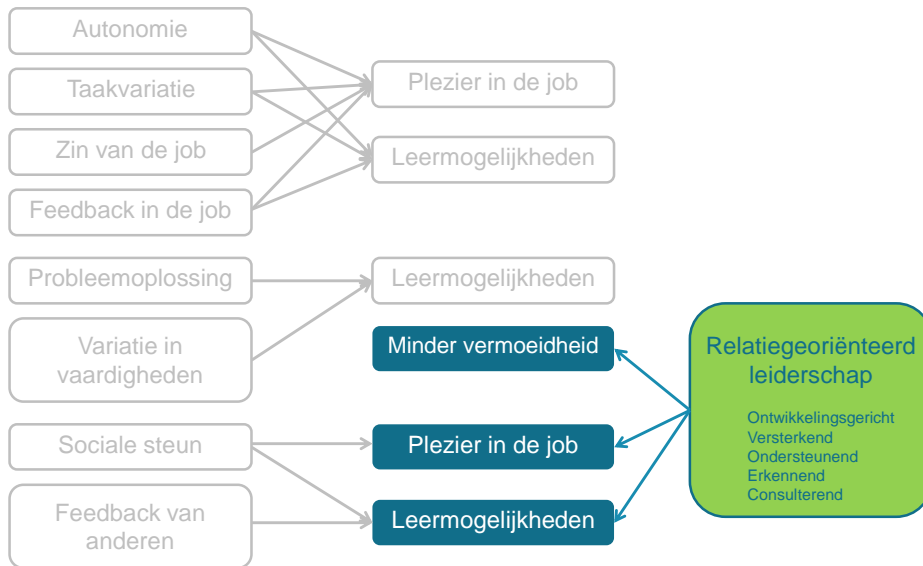 Autonomie
Taakvariatie
Zin van de job
Feedback in de job
Plezier in de job
Leermogelijkheden
Probleemoplossing
Variatie in
vaardigheden
Leermogelijkheden
Minder vermoeidheid
Sociale steun
Feedback van
anderen
Plezier in de job
Leermogelijkheden
Relatiegeoriënteerd
leiderschap
Ontwikkelingsgericht
Versterkend
Ondersteunend
Erkennend
Consulterend